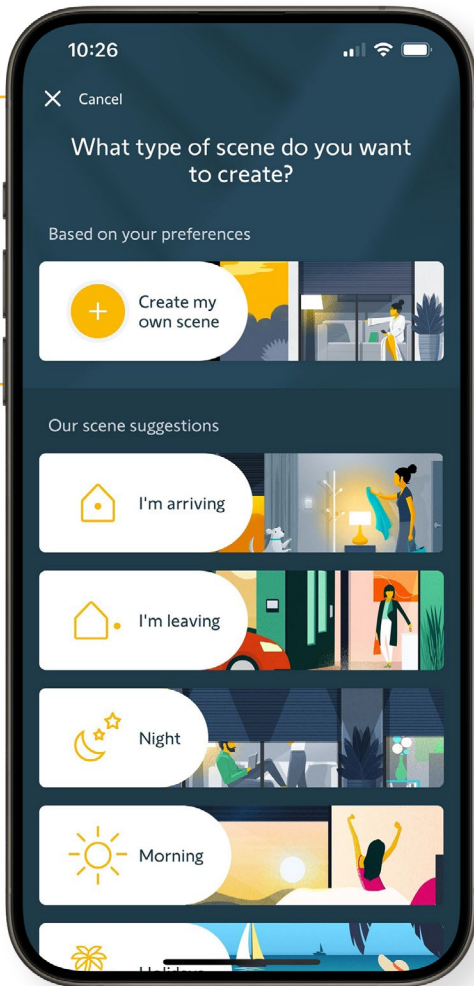 10:26
Cancel
What type of scene do you want
to create?
Based on your preferences
Create my
own scene
Our scene suggestions
I'm arriving
I'm leaving
Night
Morning
Holidays